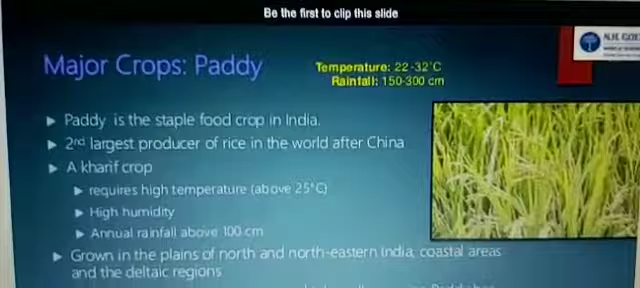 Be the first to clip this slide
Major Crops: Paddy
Temperature: 22-32°C
Rainfall: 150-300 cm
N.H. GOE
▶ Paddy is the staple food crop in India.
▶ 2nd largest producer of rice in the world after China
▶ A kharif crop
▶ requires high temperature (above 25°C)
▶ High humidity
▶ Annual rainfall above 100 cm
▶ Grown in the plains of north and north-eastern India, coastal areas
and the deltaic regions